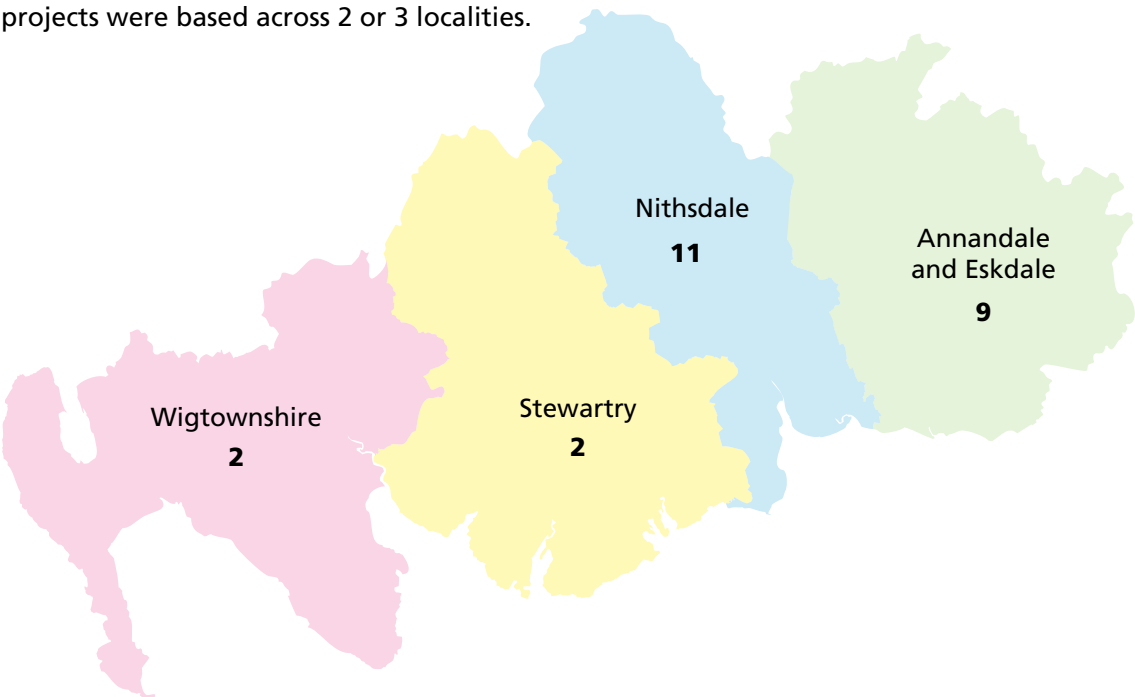 projects were based across 2 or 3 localities.
Nithsdale
11
Annandale
and Eskdale
9
Wigtownshire
2
Stewartry
2